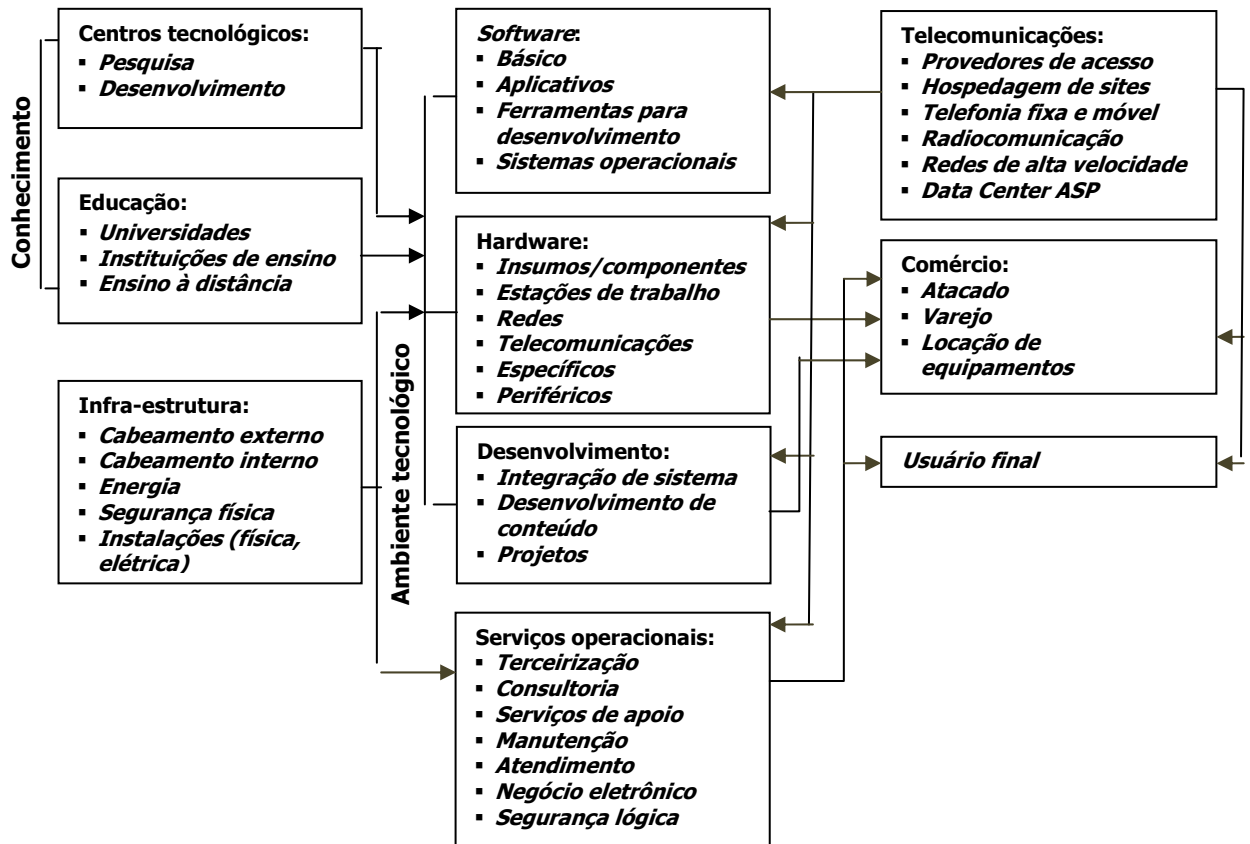 Conhecimento
Centros tecnológicos:
▪ Pesquisa
▪ Desenvolvimento
Educação:
▪ Universidades
▪ Instituições de ensino
▪ Ensino à distância
Infra-estrutura:
▪ Cabeamento externo
▪ Cabeamento interno
▪ Energia
▪ Segurança física
▪ Instalações (física,
elétrica)
Ambiente tecnológico
Software:
▪ Básico
▪ Aplicativos
▪ Ferramentas para
desenvolvimento
▪ Sistemas operacionais
Hardware:
▪ Insumos/componentes
▪ Estações de trabalho
▪ Redes
▪ Telecomunicações
▪ Específicos
▪ Periféricos
Desenvolvimento:
▪ Integração de sistema
▪ Desenvolvimento de
conteúdo
▪ Projetos
Serviços operacionais:
▪ Terceirização
▪ Consultoria
▪ Serviços de apoio
▪ Manutenção
▪ Atendimento
▪ Negócio eletrônico
▪ Segurança lógica
Telecomunicações:
▪ Provedores de acesso
▪ Hospedagem de sites
▪ Telefonia fixa e móvel
▪ Radiocomunicação
▪ Redes de alta velocidade
▪ Data Center ASP
Comércio:
▪ Atacado
▪ Varejo
▪ Locação de
equipamentos
Usuário final